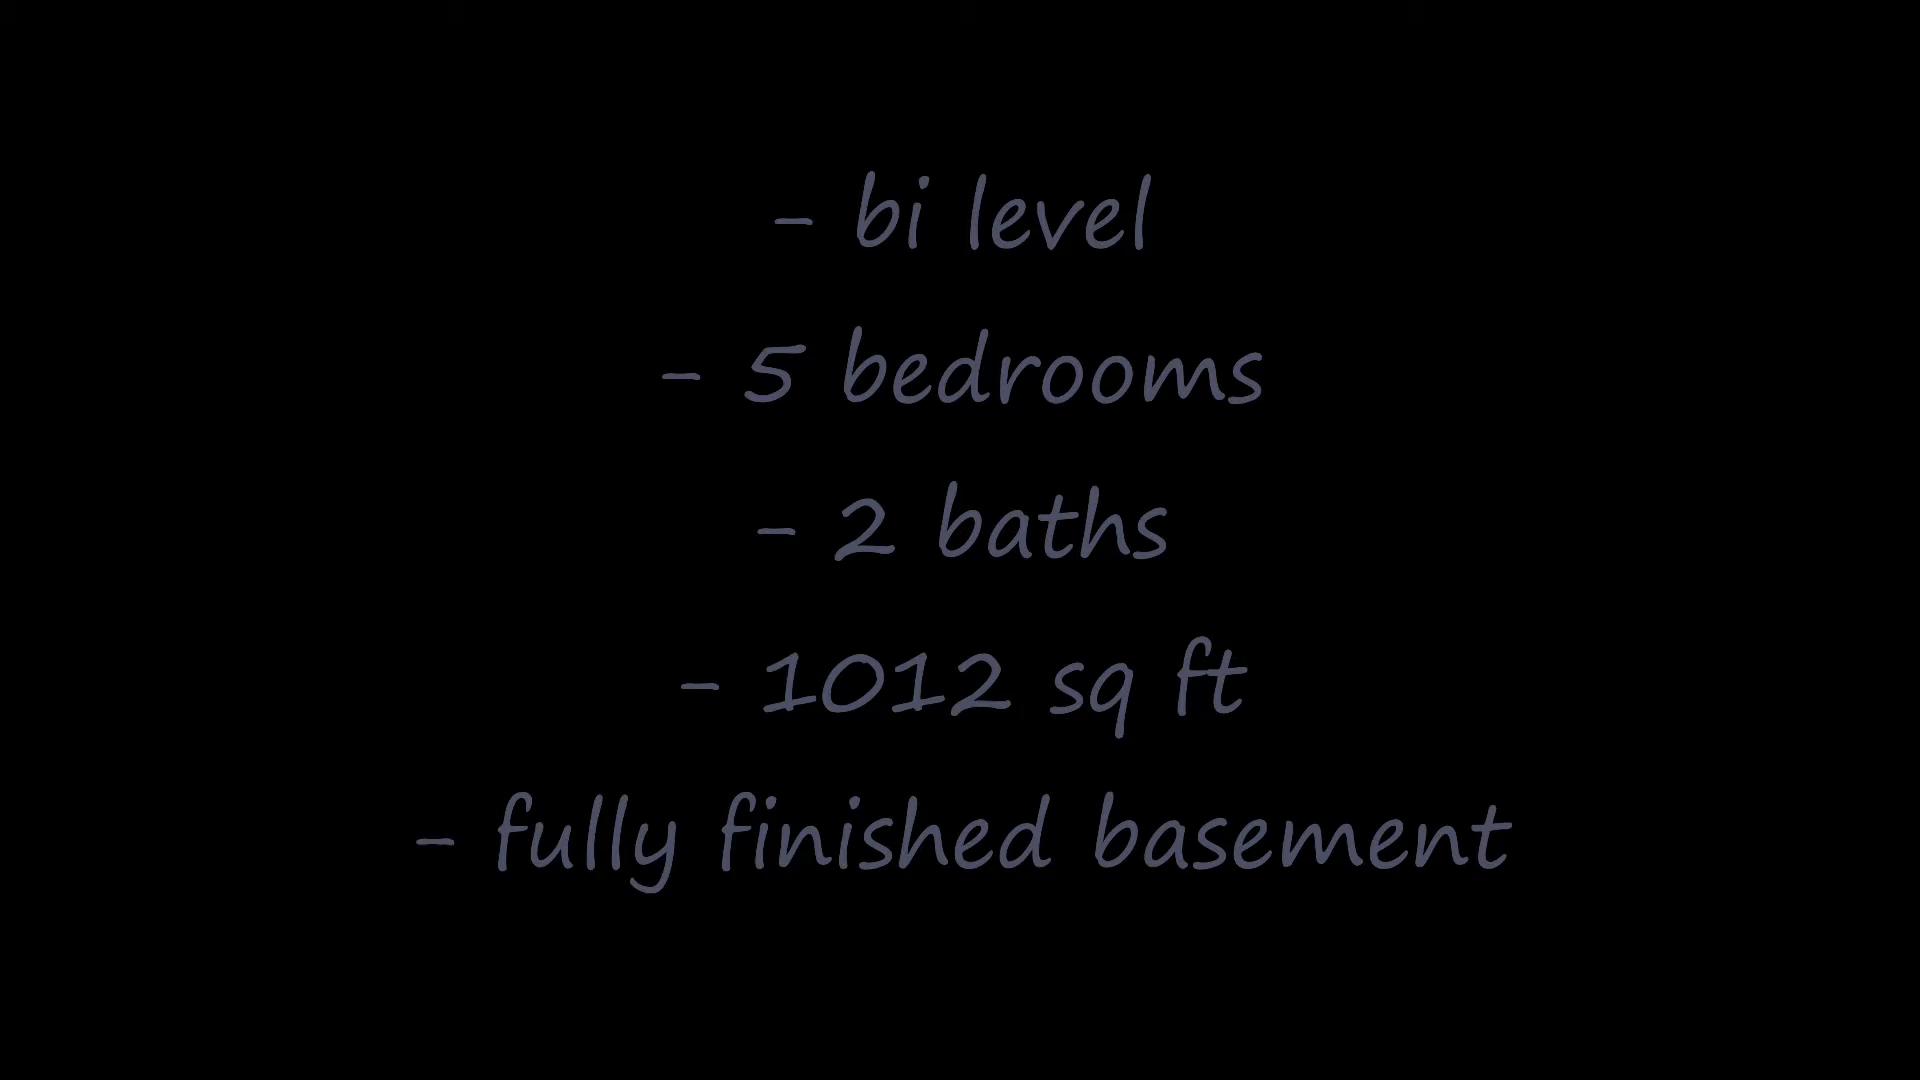 - bi level
- 5 bedrooms
- 2 baths
- 1012 sq ft
- fully finished basement